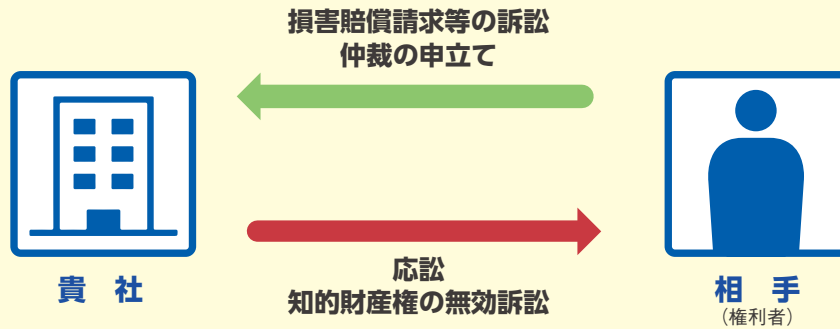 損害賠償請求等の訴訟
仲裁の申立て
貴 社
相 手
(権利者)
応訴
知的財産権の無効訴訟